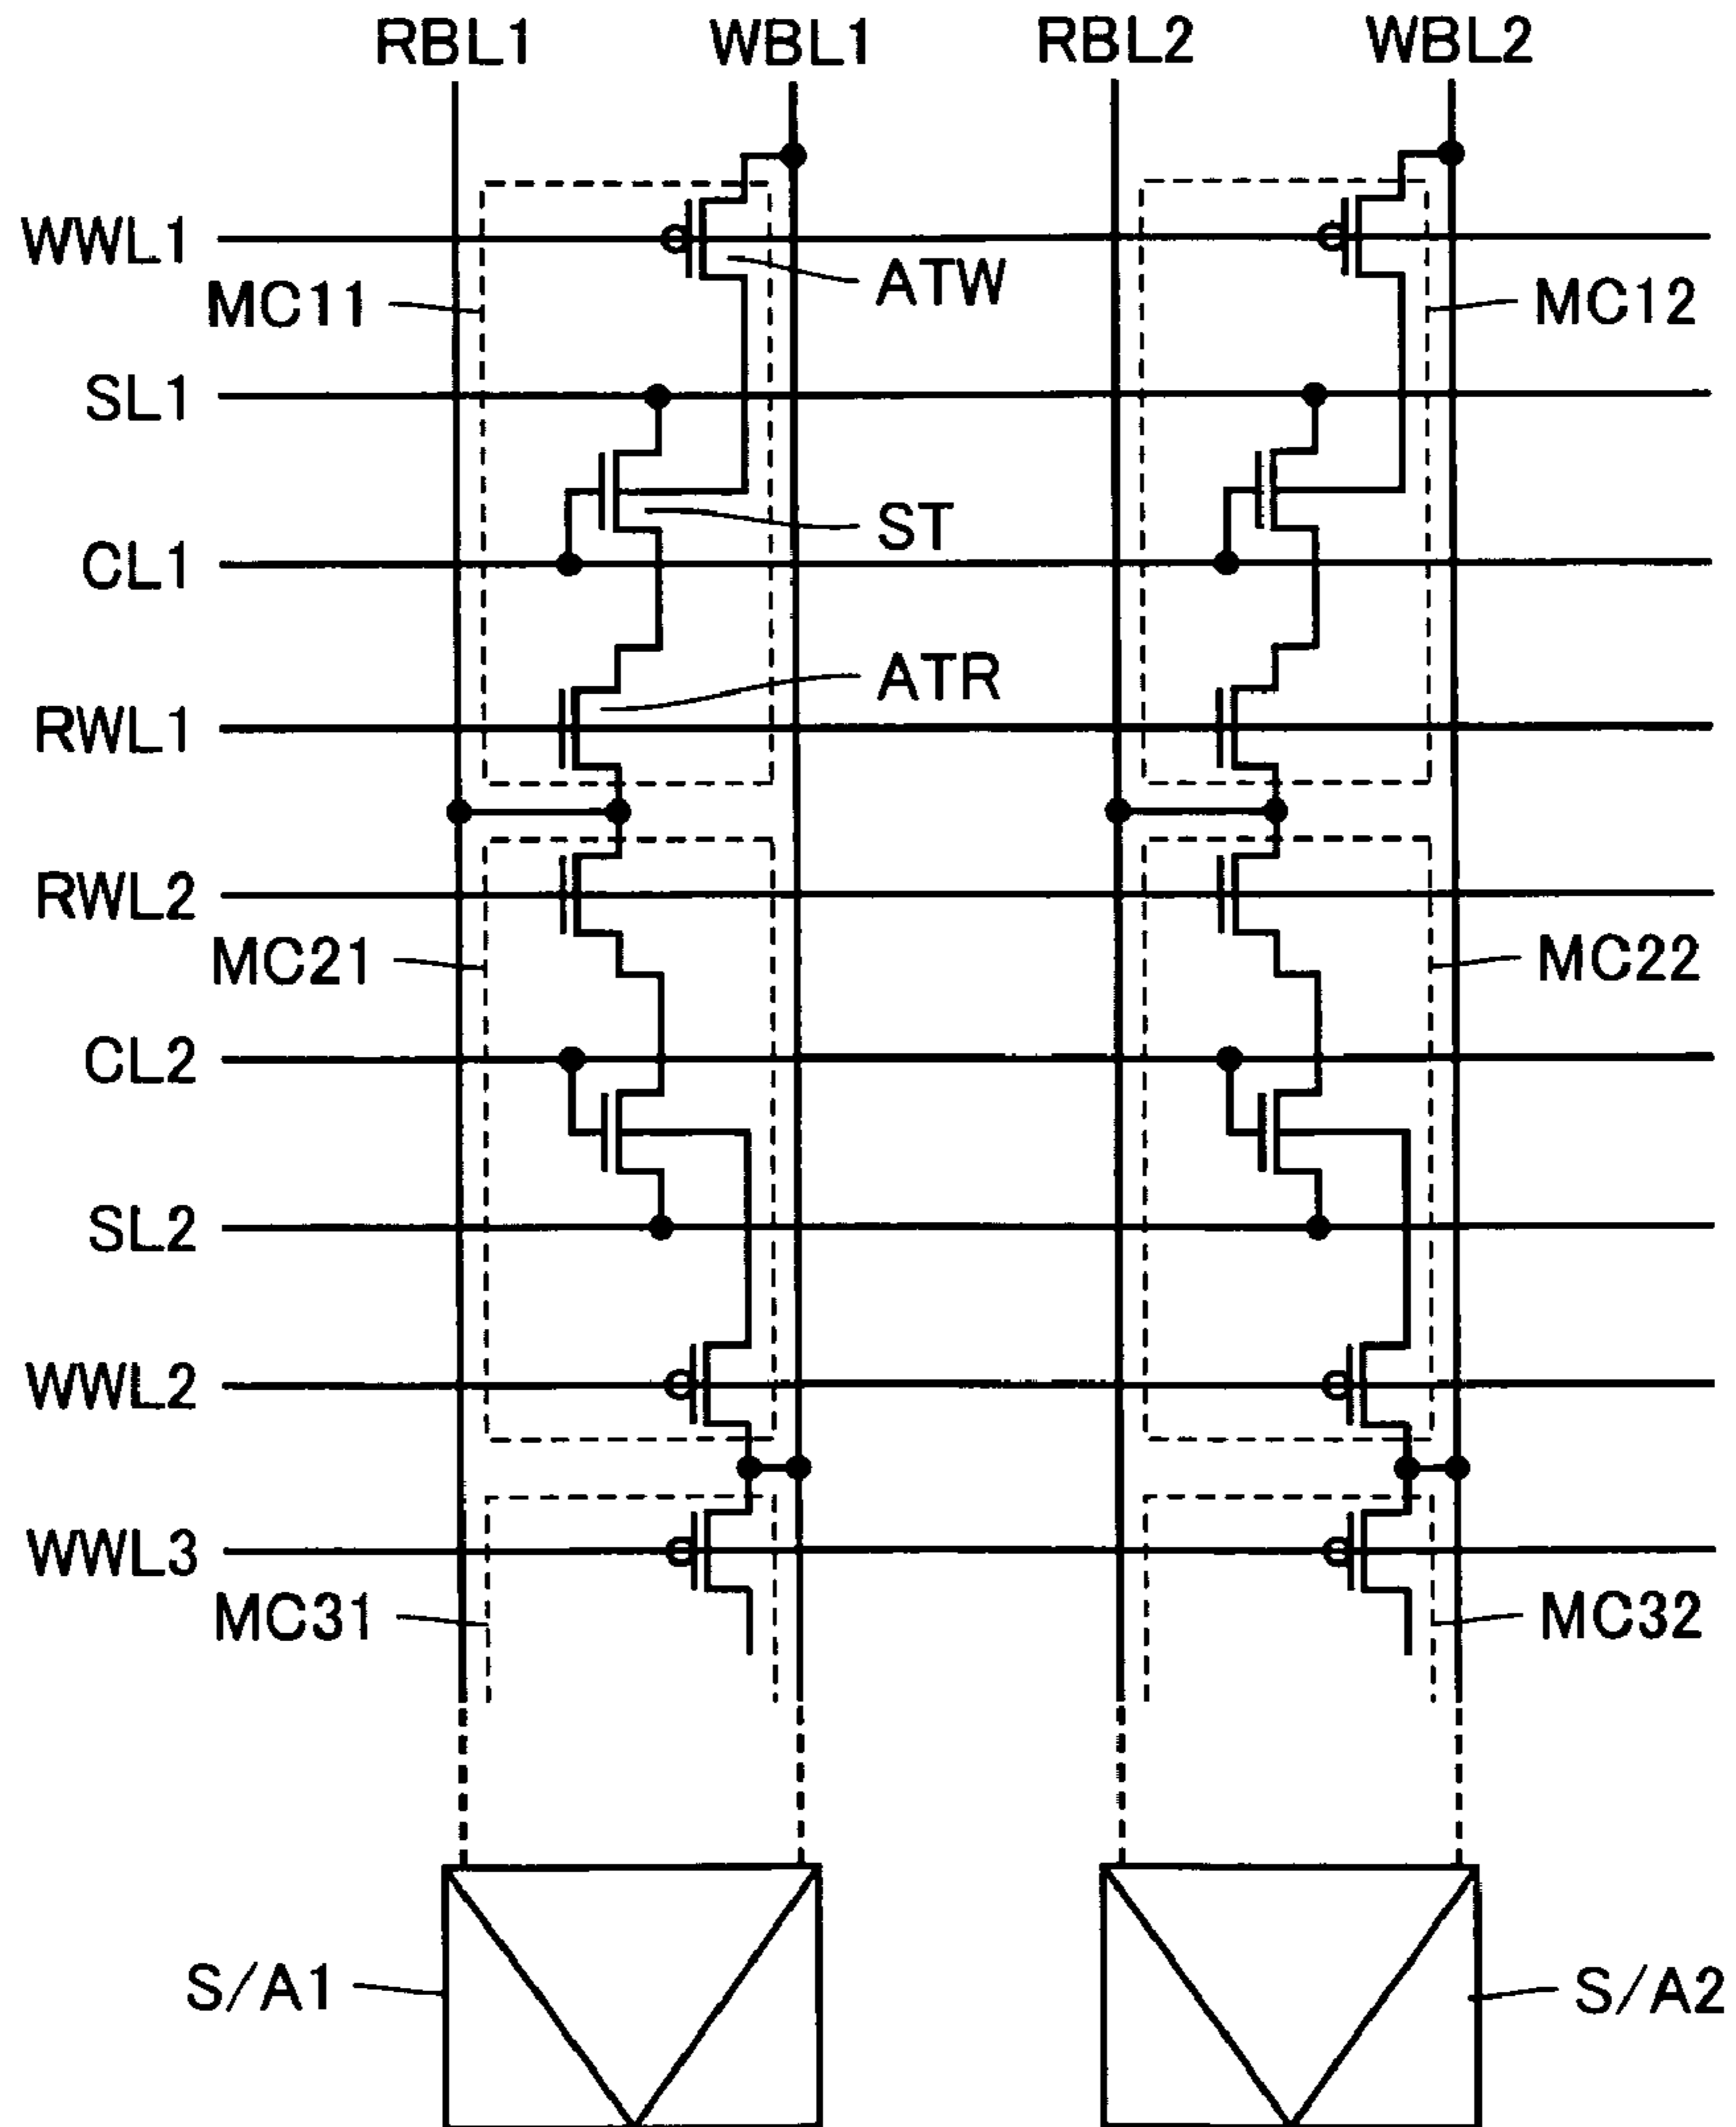 RBL1 WBL1 RBL2 WBL2
WWL1
ATW
MC11
MC12
SL1
ST
CL1
ATR
RWL1
RWL2
MC21
MC22
CL2
SL2
WWL2
WWL3
MC31
MC32
S/A1
S/A2